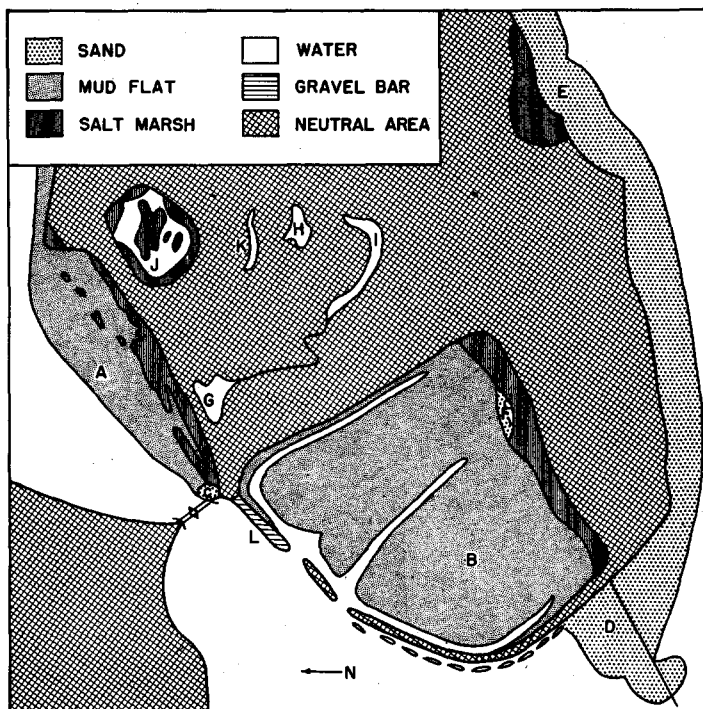 SAND
WATER
MUD FLAT
GRAVEL BAR
SALT MARSH
NEUTRAL AREA
E
J
K
H
I
A
G
F
C
L
B
D
N